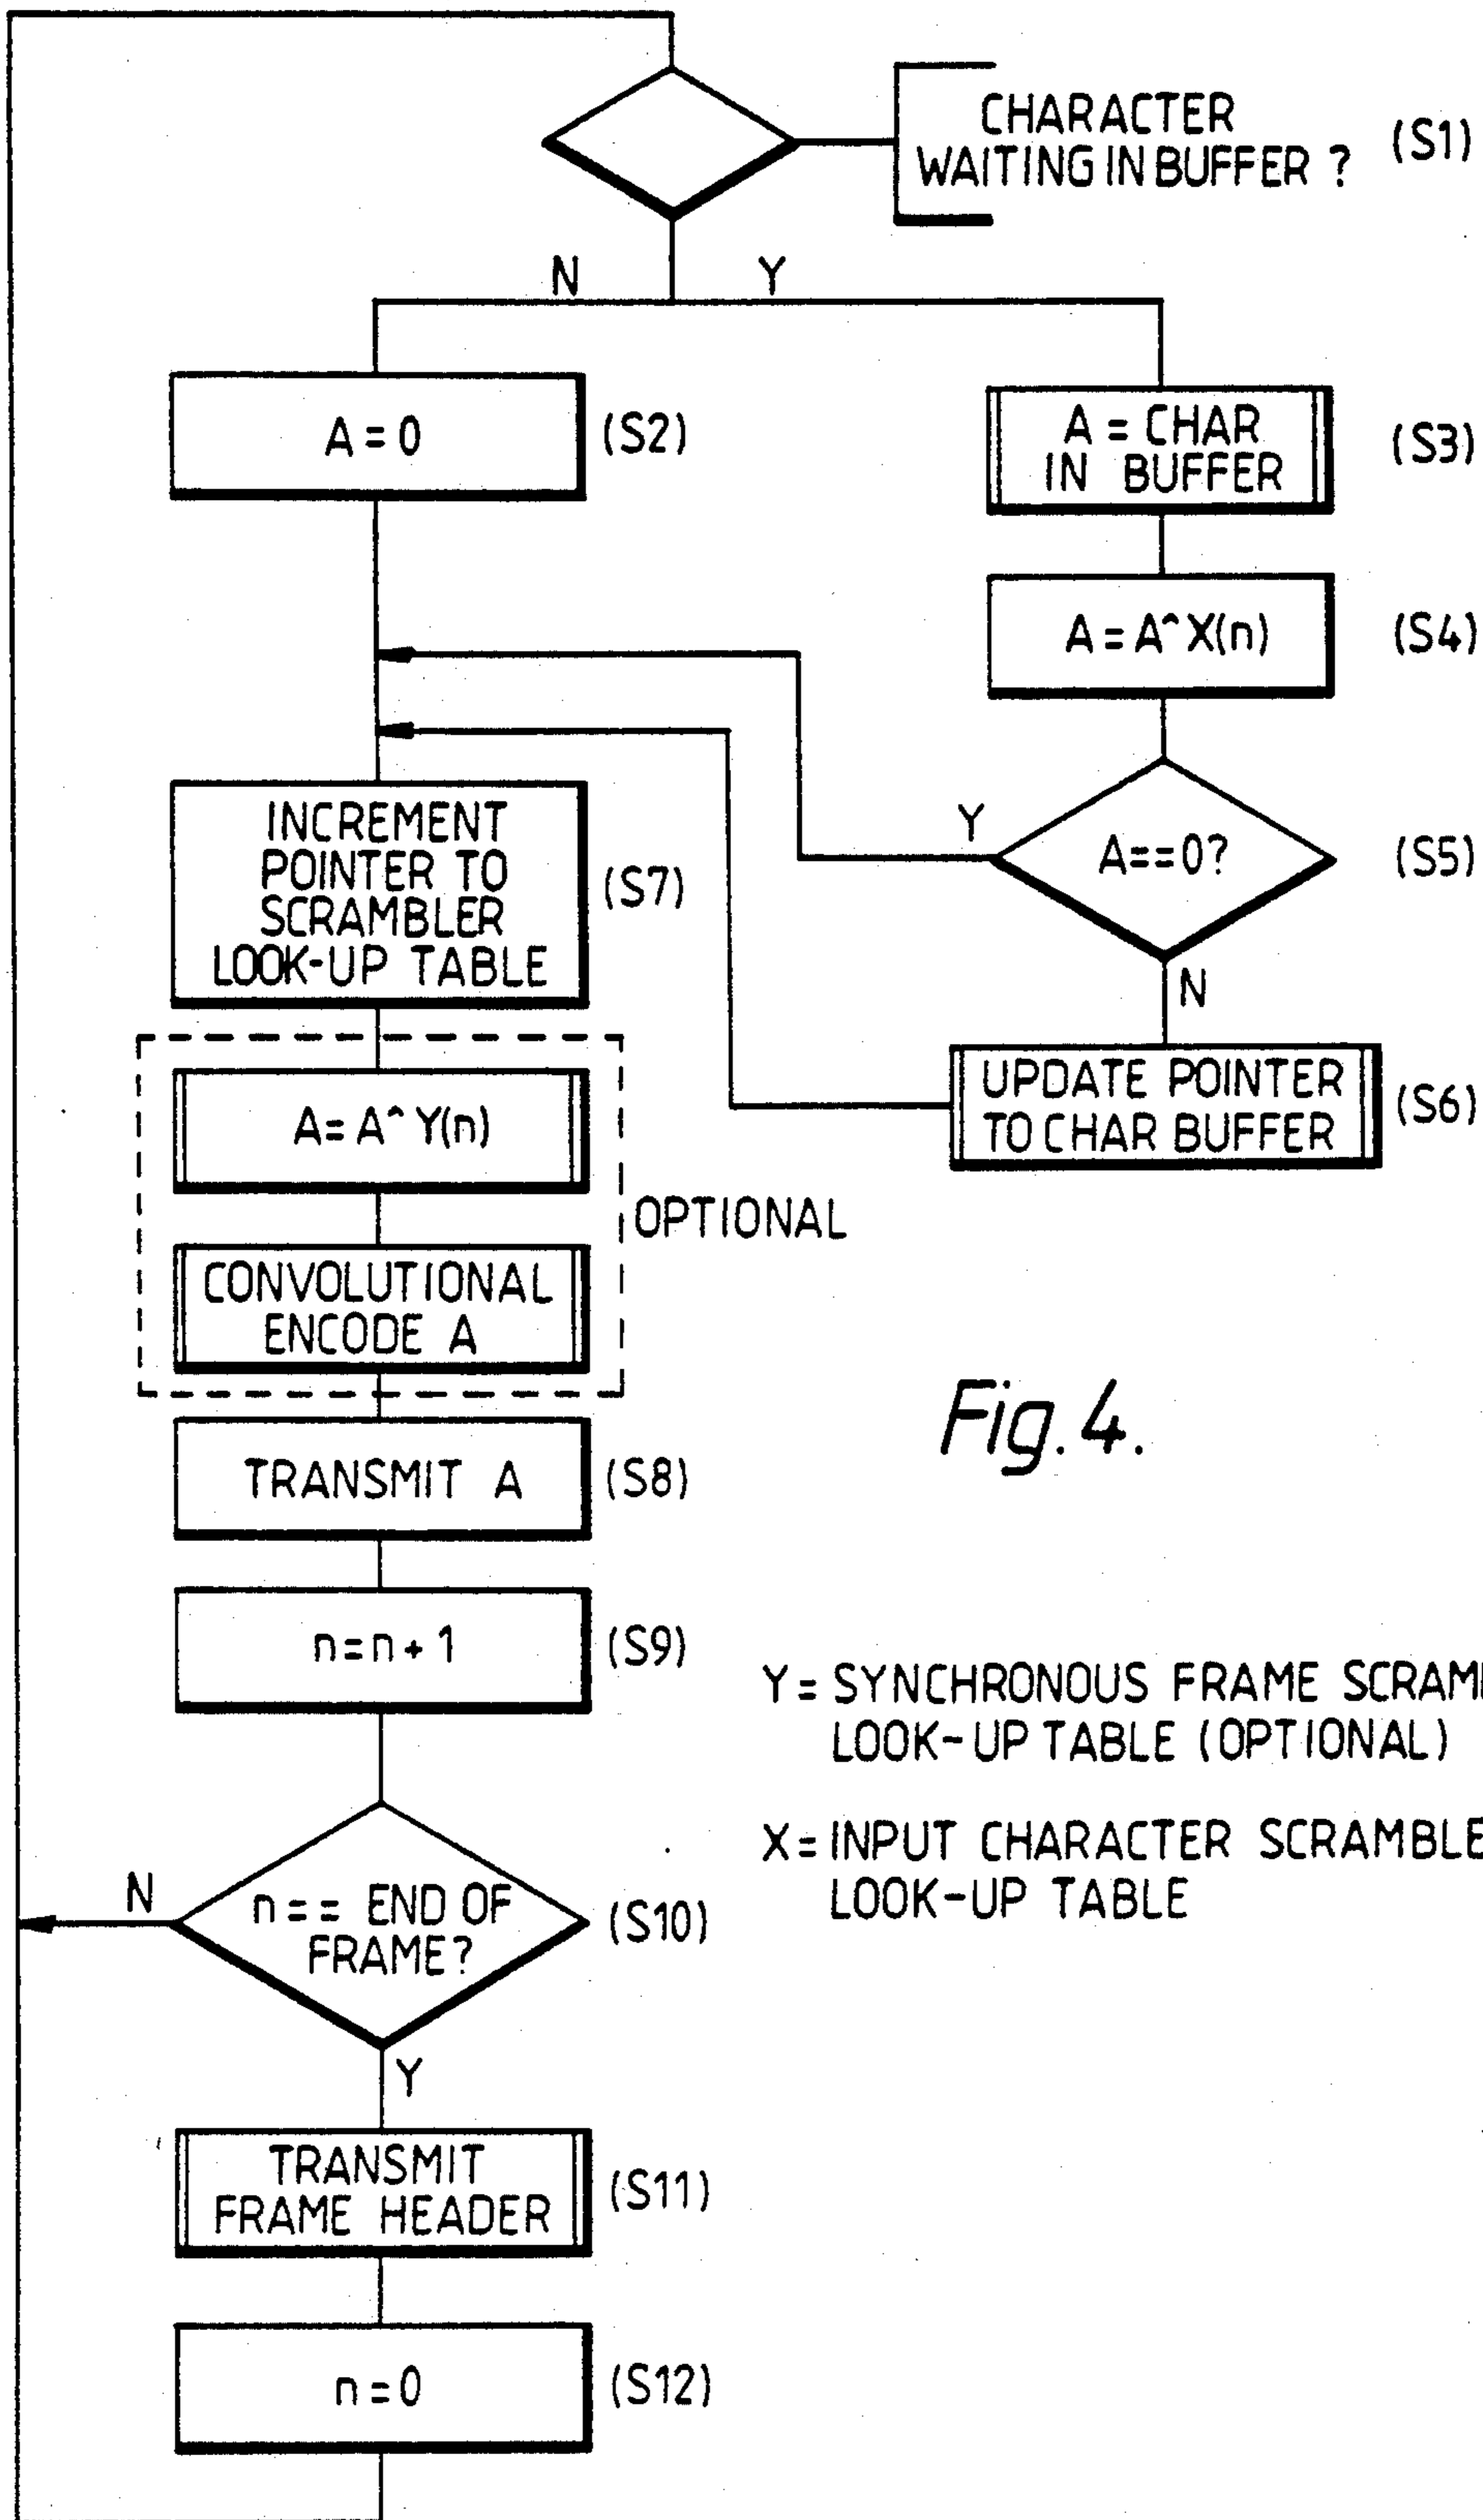 CHARACTER
WAITING IN BUFFER ?
(S1)
N
Y
A = 0
(S2)
A = CHAR
IN BUFFER
(S3)
A = A^X(n)
(S4)
A==0?
(S5)
Y
N
UPDATE POINTER
TO CHAR BUFFER
(S6)
INCREMENT
POINTER TO
SCRAMBLER
LOOK-UP TABLE
(S7)
A = A^Y(n)
OPTIONAL
CONVOLUTIONAL
ENCODE A
TRANSMIT A
(S8)
Fig. 4.
n = n + 1
(S9)
Y = SYNCHRONOUS FRAME
LOOK-UP TABLE (OPTIONAL)
X = INPUT CHARACTER
LOOK-UP TABLE
n == END OF
FRAME?
(S10)
N
Y
TRANSMIT
FRAME HEADER
(S11)
n = 0
(S12)